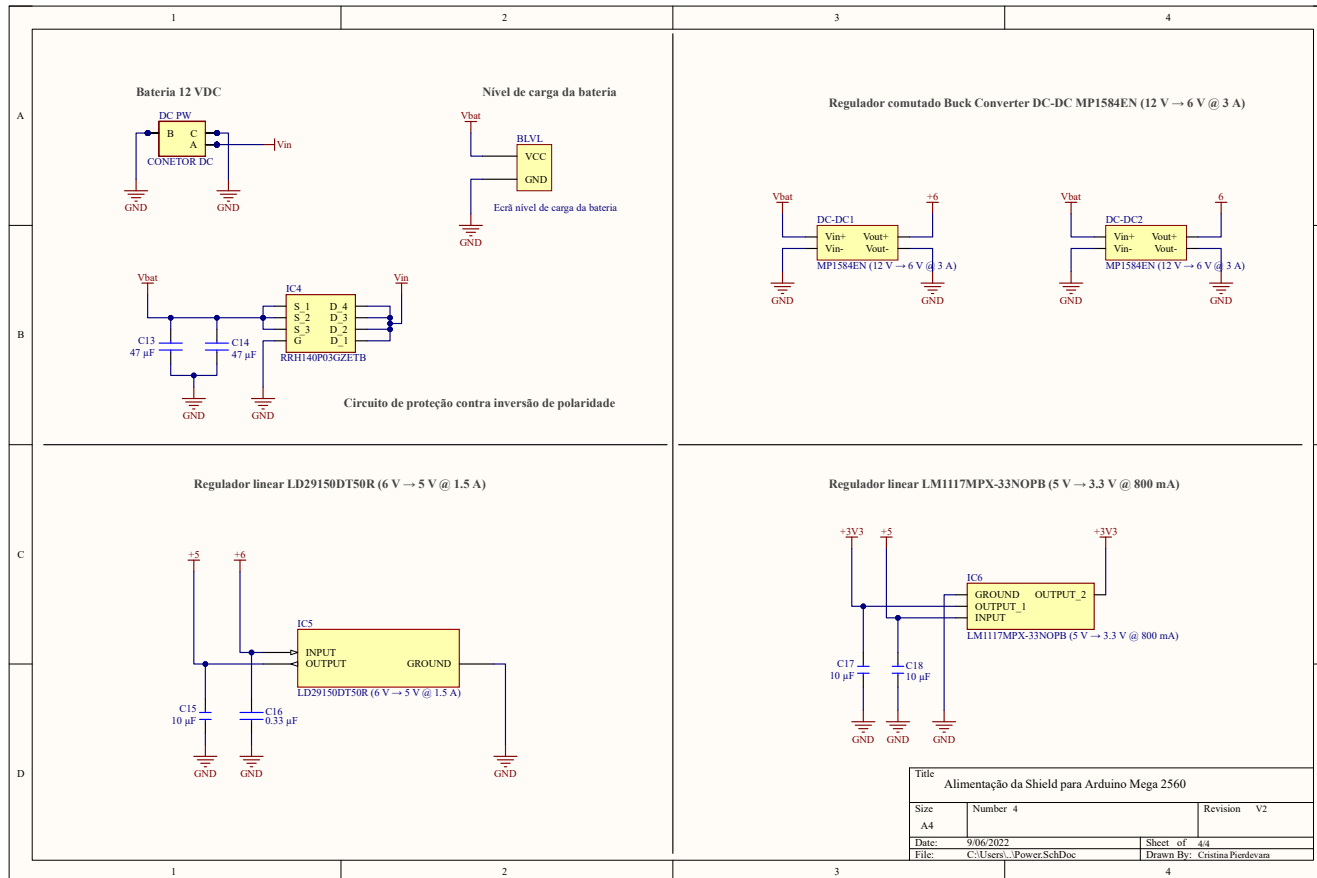 1 2 3 4
A
Bateria 12 VDC
DC PW
B C
A
CONETOR DC
Vin
GND GND
Nível de carga da bateria
Vbat
BLVL
VCC
GND
Ecrã nível de carga da bateria
GND
Regulador comutado Buck Converter DC-DC MP1584EN (12 V → 6 V @ 3 A)
Vbat +6
DC-DC1
Vin+ Vout+
Vin- Vout-
MP1584EN (12 V → 6 V @ 3 A)
GND GND
Vbat 6
DC-DC2
Vin+ Vout+
Vin- Vout-
MP1584EN (12 V → 6 V @ 3 A)
GND GND
B B
Vbat Vin
IC4
S_1 D_4
S_2 D_3
S_3 D_2
G D_1
RRH140P03GZETB
C13
47 µF
C14
47 µF
GND GND
Circuito de proteção contra inversão de polaridade
A
C
Regulador linear LD29150DT50R (6 V → 5 V @ 1.5 A)
+5 +6
IC5
INPUT
OUTPUT GROUND
LD29150DT50R (6 V → 5 V @ 1.5 A)
C15
10 µF
C16
0.33 µF
GND GND GND
Regulador linear LM1117MPX-33NOPB (5 V → 3.3 V @ 800 mA)
+3V3 +5 +3V3
IC6
GROUND OUTPUT_2
OUTPUT_1
INPUT
LM1117MPX-33NOPB (5 V → 3.3 V @ 800 mA)
C17
10 µF
C18
10 µF
GND GND GND
C
D
Title
Alimentação da Shield para Arduino Mega 2560
Size Number 4 Revision V2
A4
Date: 9/06/2022 Sheet of 4/4
File: C:\Users\..\Power.SchDoc Drawn By: Cristina Pierdevara
D
1 2 3 4